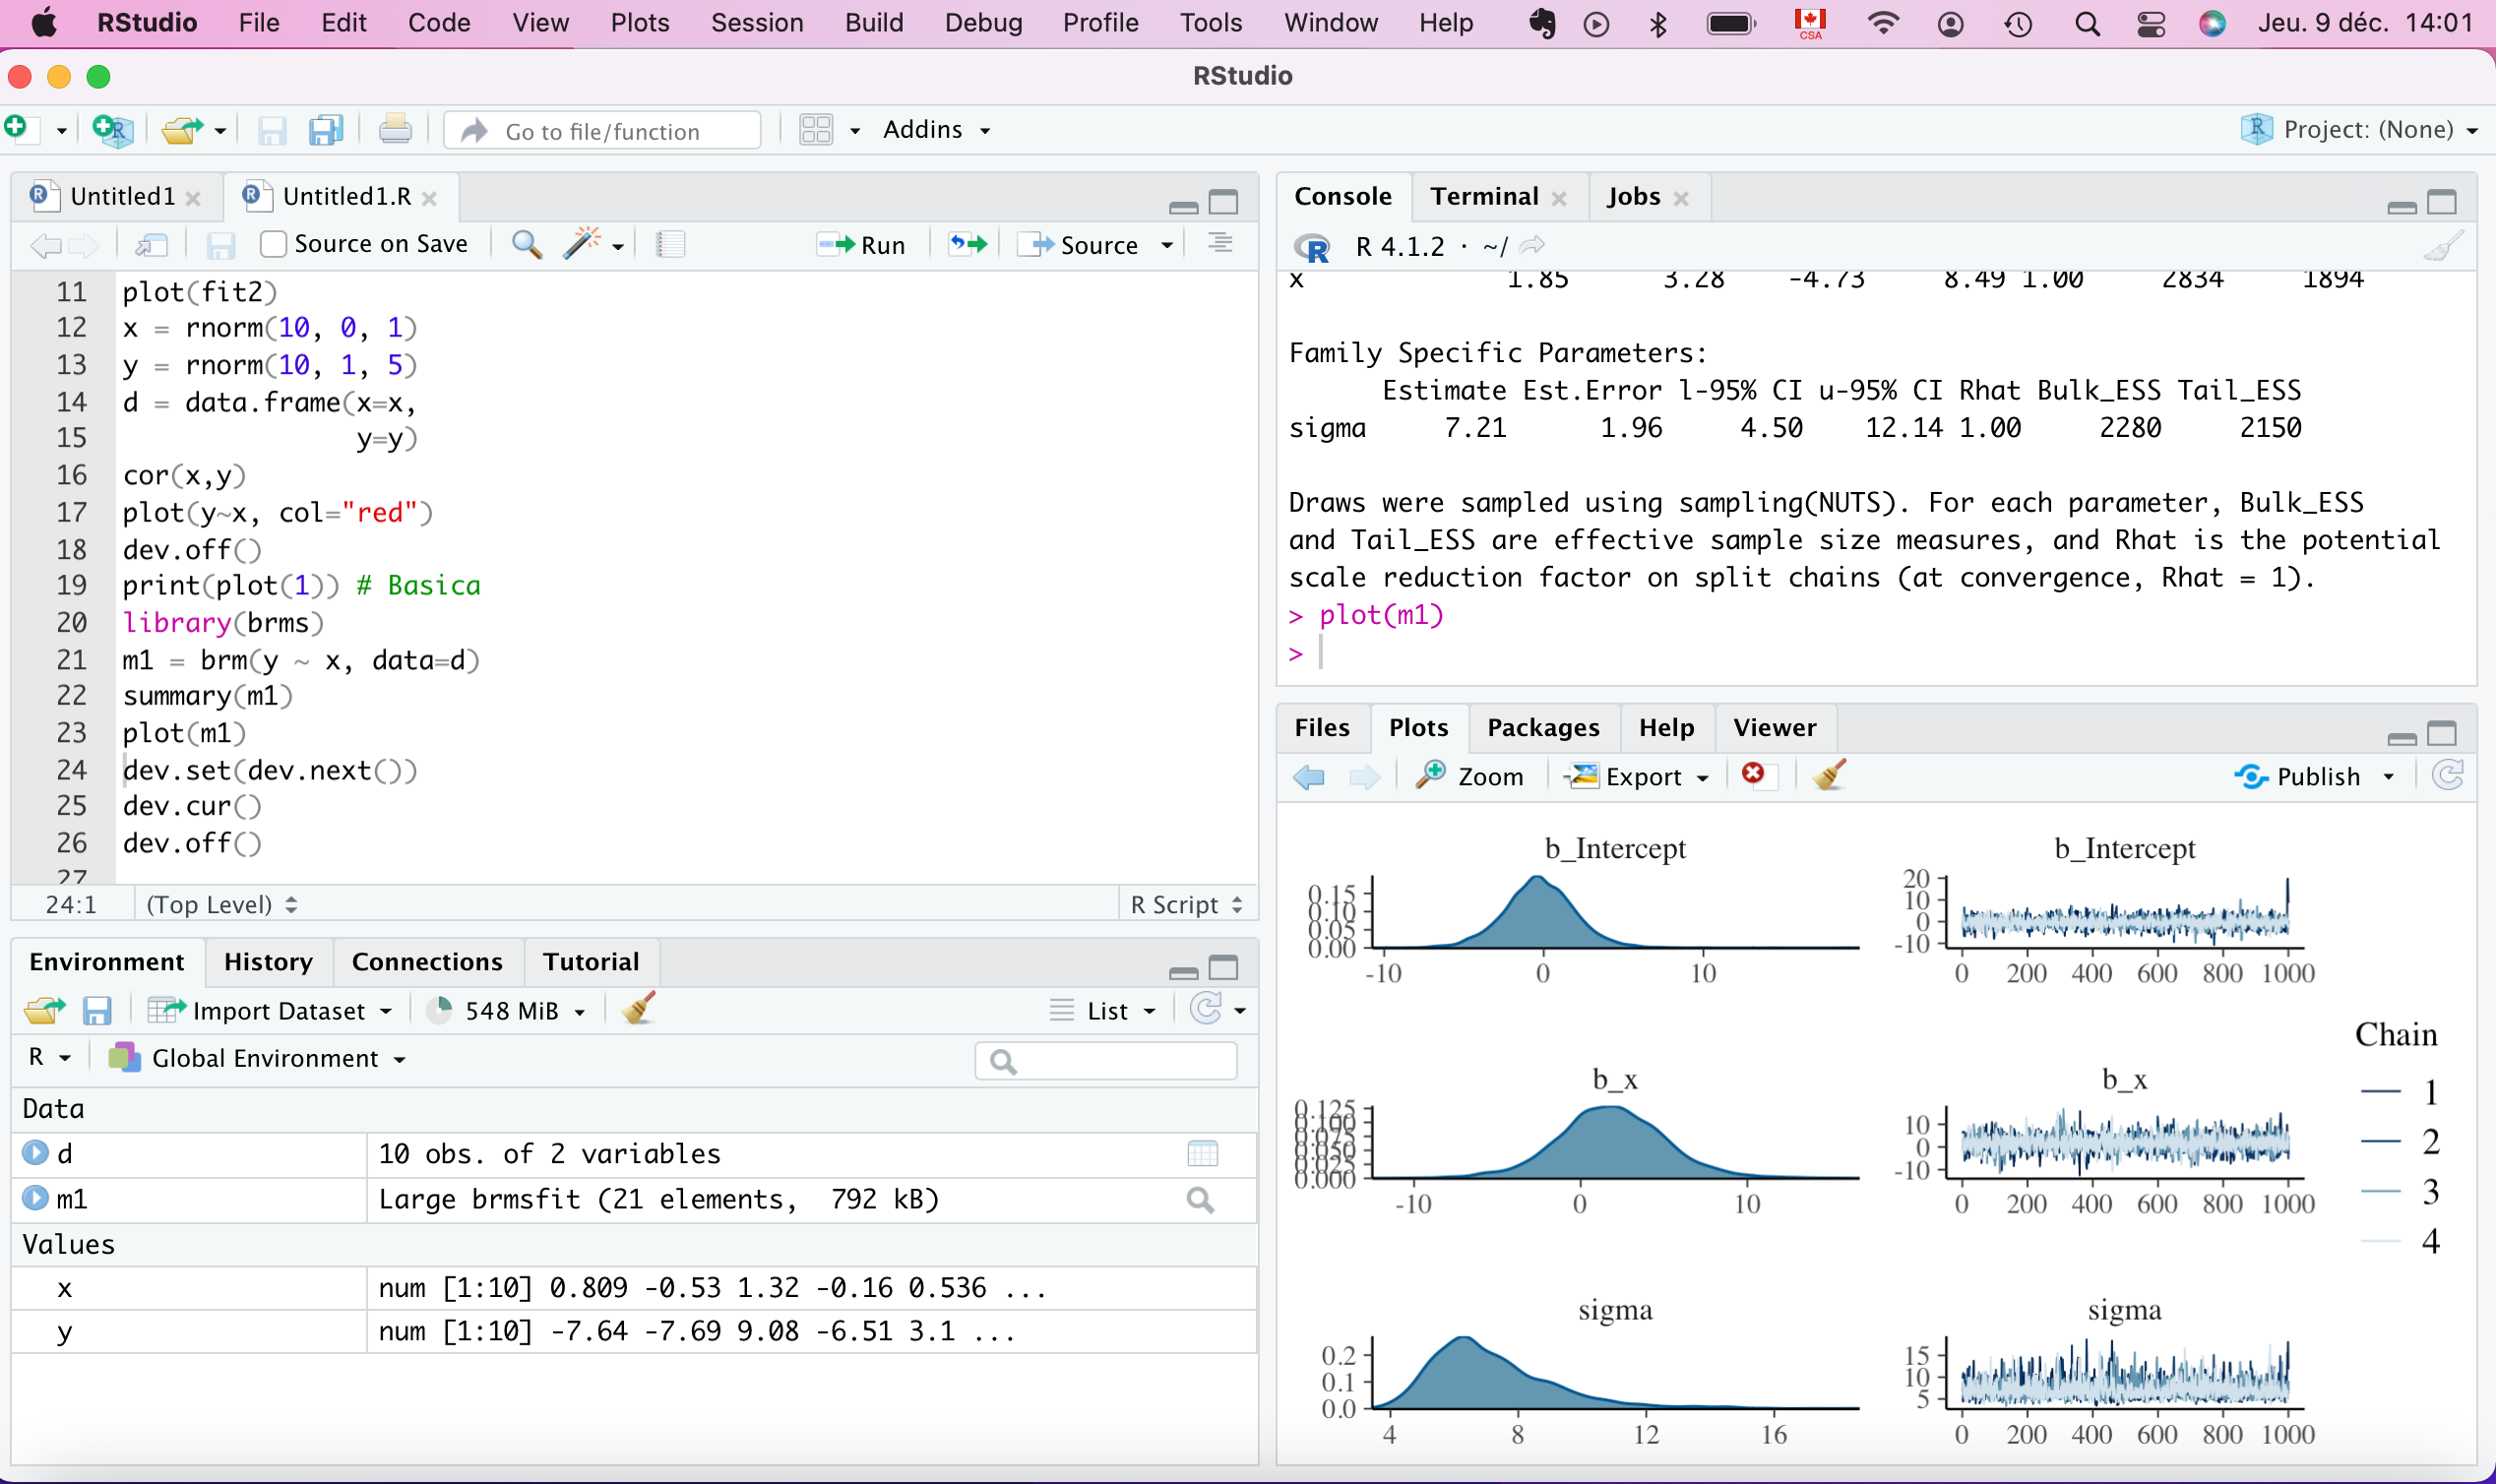 RStudio File Edit Code View Plots Session Build Debug Profile Tools Window Help CSA Jeu. 9 déc. 14:01
RStudio
Go to file/function Addins Project: (None)
Untitled1 Untitled1.R
Source on Save Run Source
11 plot(fit2)
12 x = rnorm(10, 0, 1)
13 y = rnorm(10, 1, 5)
14 d = data.frame(x=x,
15 y=y)
16 cor(x,y)
17 plot(y~x, col="red")
18 dev.off()
19 print(plot(1)) # Basica
20 library(brms)
21 m1 = brm(y ~ x, data=d)
22 summary(m1)
23 plot(m1)
24 dev.set(dev.next())
25 dev.cur()
26 dev.off()
27
24:1 (Top Level) R Script
Environment History Connections Tutorial
Import Dataset 548 MiB List
R Global Environment
Data
d 10 obs. of 2 variables
m1 Large brmsfit (21 elements, 792 kB)
Values
x num [1:10] 0.809 -0.53 1.32 -0.16 0.536 ...
y num [1:10] -7.64 -7.69 9.08 -6.51 3.1 ...
Console Terminal Jobs
R 4.1.2 · ~/
x 1.85 3.28 -4.73 8.49 1.00 2834 1894
Family Specific Parameters:
Estimate Est.Error l-95% CI u-95% CI Rhat Bulk_ESS Tail_ESS
sigma 7.21 1.96 4.50 12.14 1.00 2280 2150
Draws were sampled using sampling(NUTS). For each parameter, Bulk_ESS
and Tail_ESS are effective sample size measures, and Rhat is the potential
scale reduction factor on split chains (at convergence, Rhat = 1).
> plot(m1)
>
Files Plots Packages Help Viewer
Zoom Export Publish
b_Intercept
0.15
0.10
0.05
0.00
-10 0 10
b_Intercept
20
10
0
-10
0 200 400 600 800 1000
b_x
0.125
0.100
0.075
0.050
0.025
0.000
-10 0 10
b_x
10
0
-10
0 200 400 600 800 1000
sigma
0.2
0.1
0.0
4 8 12 16
sigma
15
10
5
0 200 400 600 800 1000
Chain
1
2
3
4